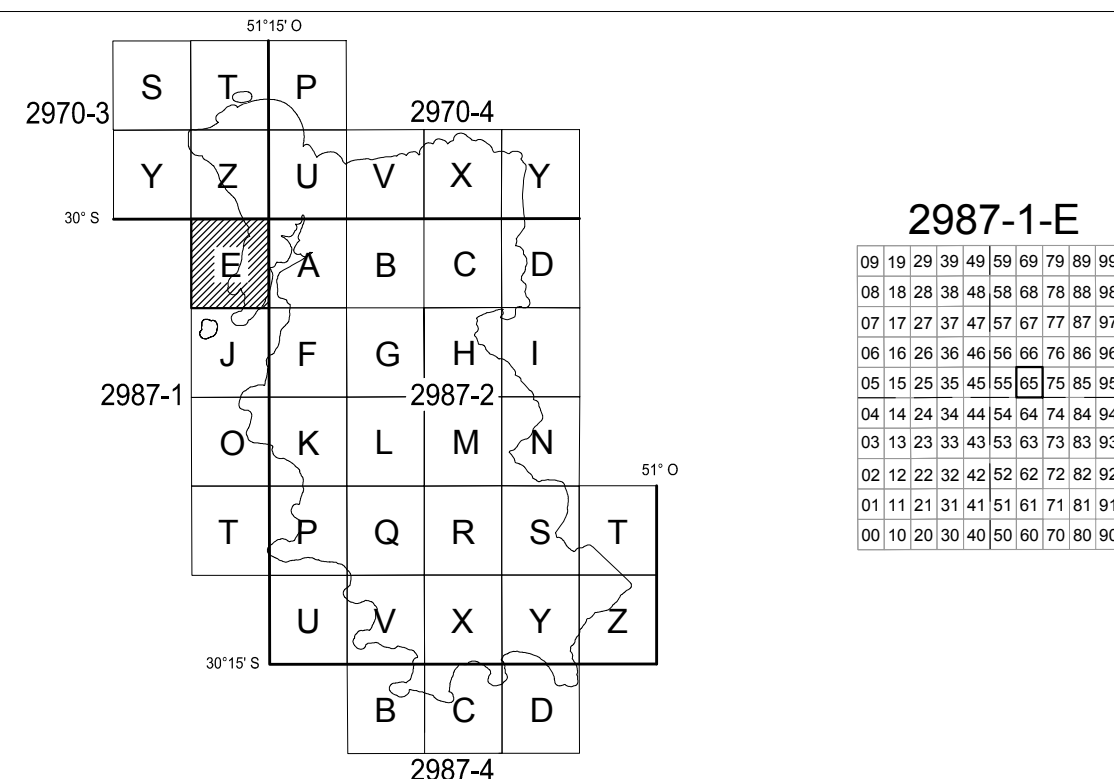 51°15' O
S T P
2970-3 2970-4
Y Z U V X Y
30° S
E A B C D
J F G H I
2987-1 2987-2
O K L M N
51° O
T P Q R S T
U V X Y Z
30°15' S
B C D
2987-4
2987-1-E
09 19 29 39 49 59 69 79 89 99
08 18 28 38 48 58 68 78 88 98
07 17 27 37 47 57 67 77 87 97
06 16 26 36 46 56 66 76 86 96
05 15 25 35 45 55 65 75 85 95
04 14 24 34 44 54 64 74 84 94
03 13 23 33 43 53 63 73 83 93
02 12 22 32 42 52 62 72 82 92
01 11 21 31 41 51 61 71 81 91
00 10 20 30 40 50 60 70 80 90